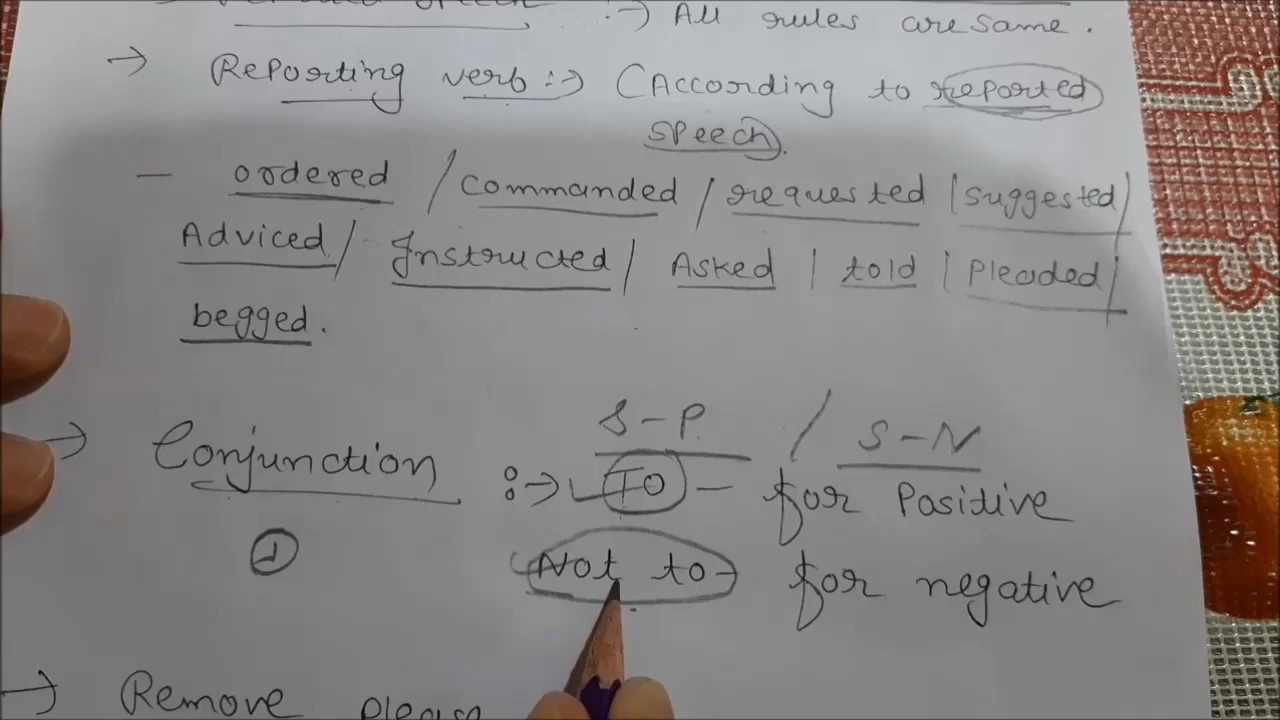 :-) All rules are same.
→ Reporting verb :-) (According to reported
speech).
- ordered / commanded / requested / suggested /
Adviced / Instructed / Asked / told / Pleaded /
begged.
S-P / S-N
→ Conjunction :-) TO - for Positive
① Not to - for negative
→ Remove please